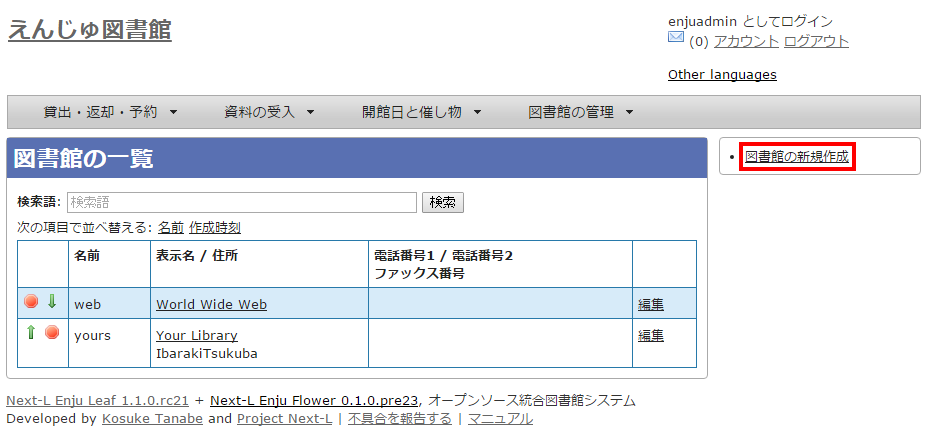 えんじゅ図書館
enjuadmin としてログイン
(0) アカウント ログアウト
Other languages
貸出・返却・予約 資料の受入 開館日と催し物 図書館の管理
図書館の一覧
図書館の新規作成
検索語: 検索語 検索
次の項目で並べ替える: 名前 作成時刻
名前 表示名 / 住所 電話番号1 / 電話番号2
ファックス番号
web World Wide Web 編集
yours Your Library 編集
IbarakiTsukuba
Next-L Enju Leaf 1.1.0.rc21 + Next-L Enju Flower 0.1.0.pre23, オープンソース統合図書館システム
Developed by Kosuke Tanabe and Project Next-L | 不具合を報告する | マニュアル